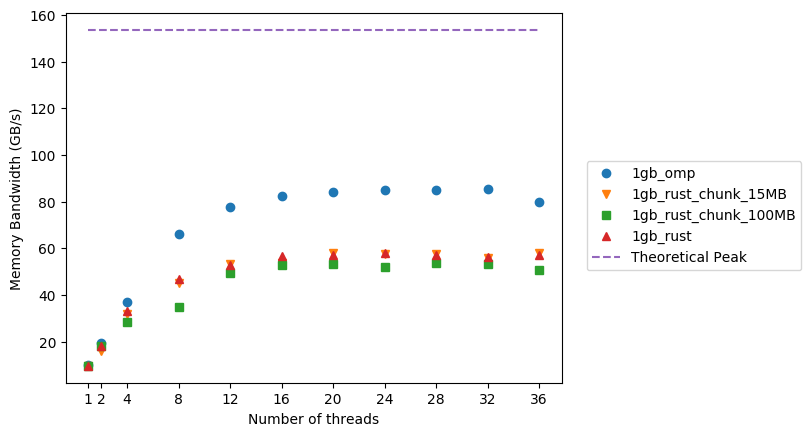 160
140
120
100
80
60
40
20
Memory Bandwidth (GB/s)
1 2 4 8 12 16 20 24 28 32 36
Number of threads
1gb_omp
1gb_rust_chunk_15MB
1gb_rust_chunk_100MB
1gb_rust
Theoretical Peak